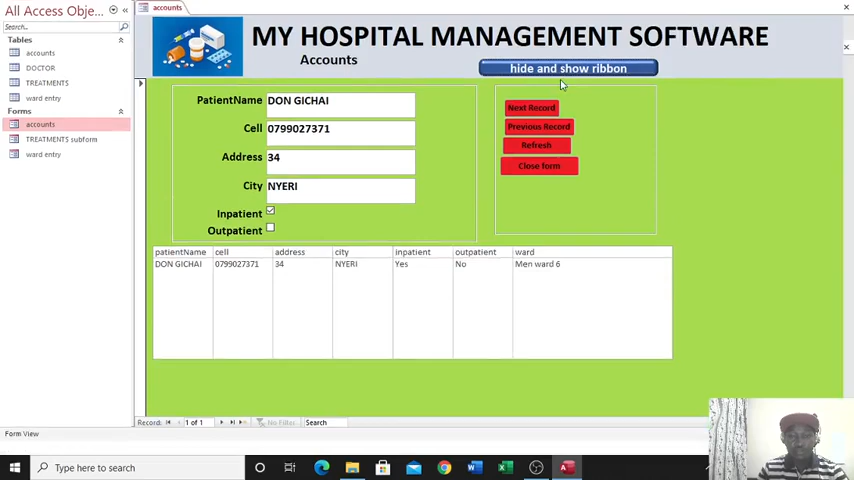 All Access Obje... accounts
Search...
Tables
accounts
DOCTOR
TREATMENTS
ward entry
Forms
accounts
TREATMENTS subform
ward entry
MY HOSPITAL MANAGEMENT SOFTWARE
Accounts
hide and show ribbon
PatientName DON GICHAI
Cell 0799027371
Address 34
City NYERI
Inpatient
Outpatient
Next Record
Previous Record
Refresh
Close form
patientName cell address city inpatient outpatient ward
DON GICHAI 0799027371 34 NYERI Yes No Men ward 6
Record: 1 of 1 No Filter Search
Form View
Type here to search